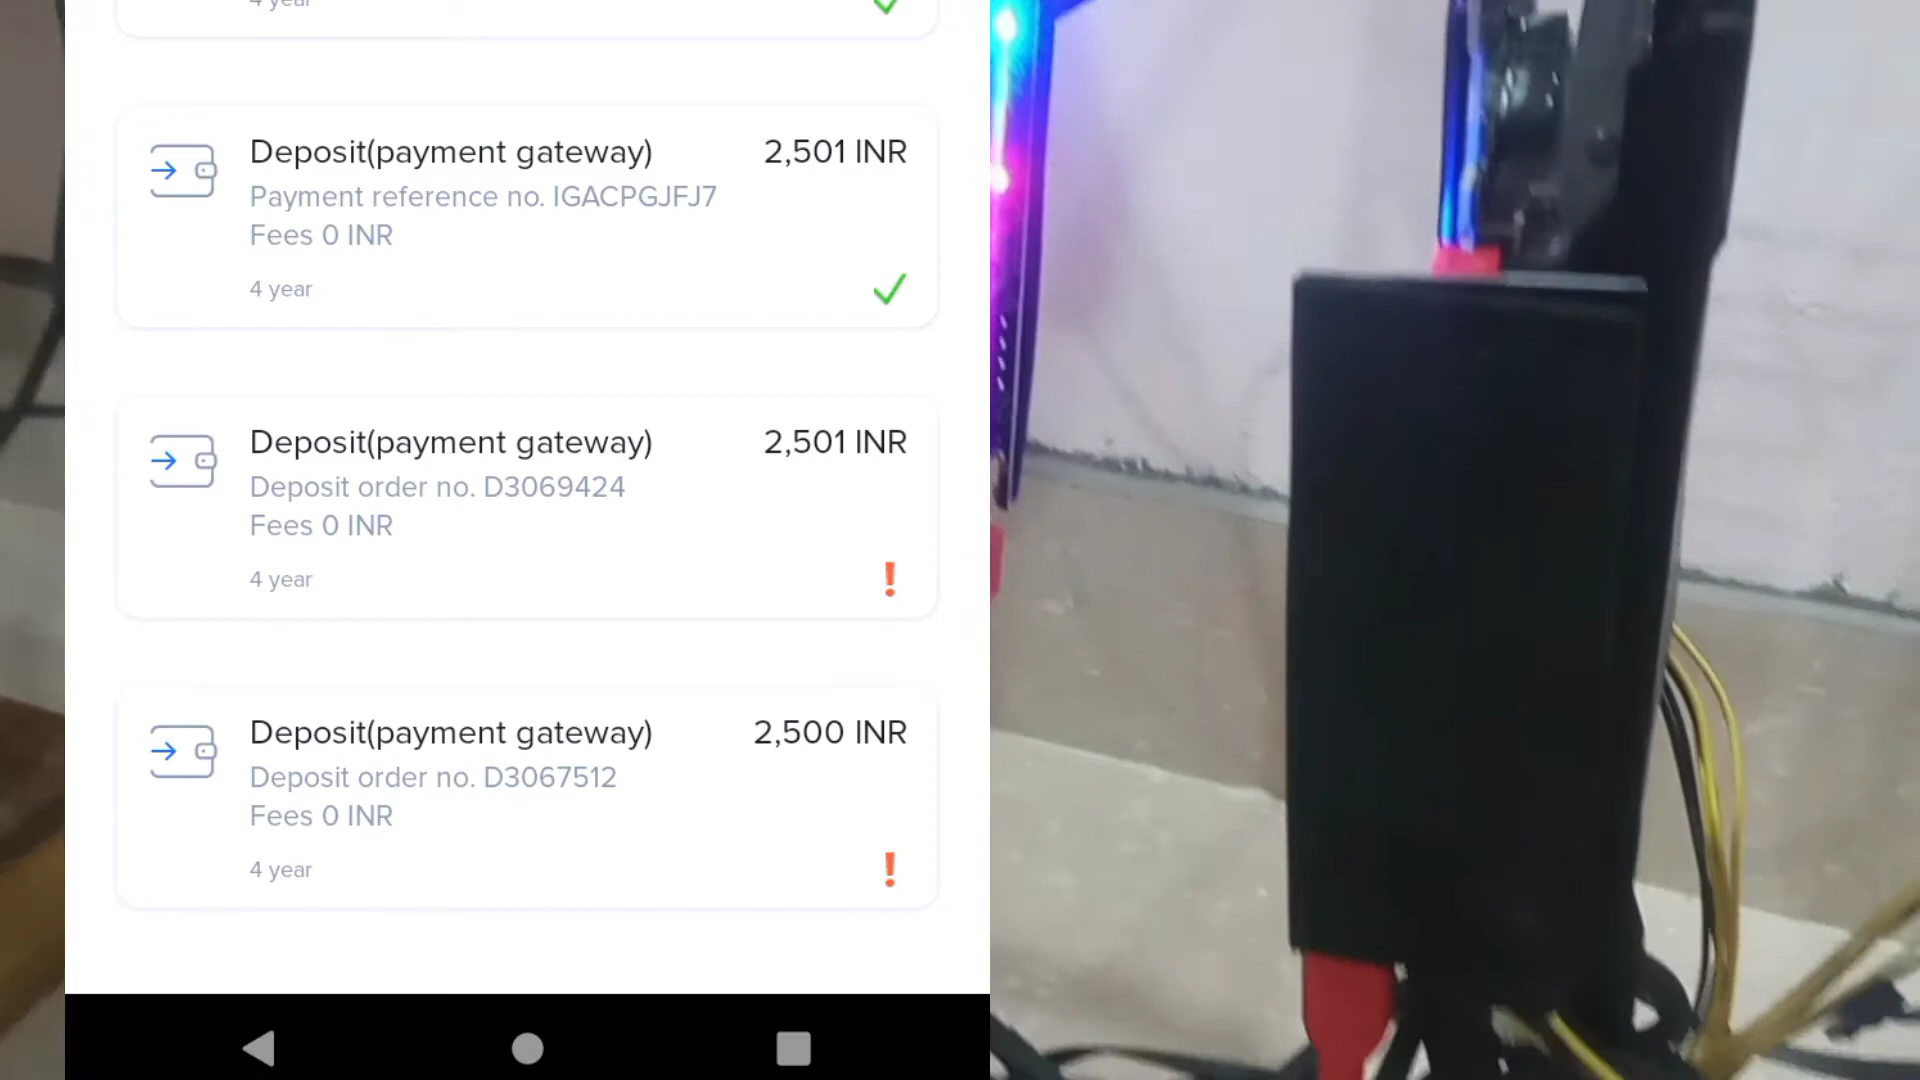 4 year
Deposit(payment gateway) 2,501 INR
Payment reference no. IGACPGJFJ7
Fees 0 INR
4 year
Deposit(payment gateway) 2,501 INR
Deposit order no. D3069424
Fees 0 INR
4 year
Deposit(payment gateway) 2,500 INR
Deposit order no. D3067512
Fees 0 INR
4 year